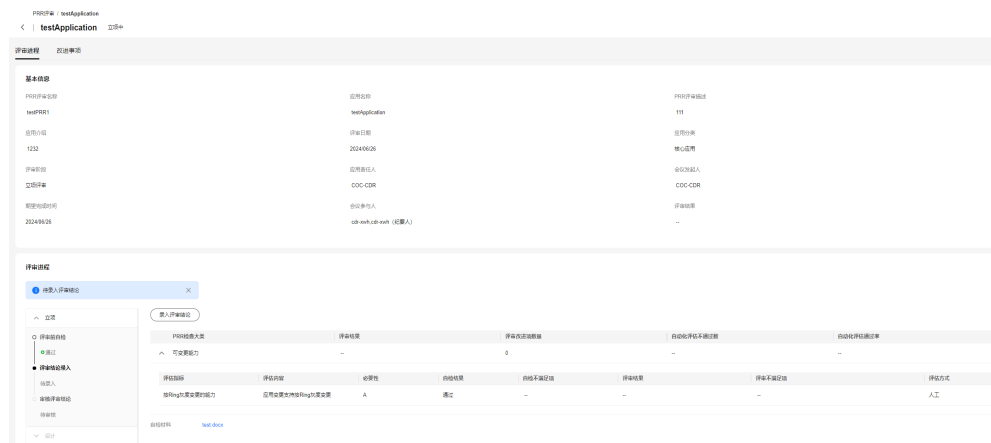 PRR评审 / testApplication
testApplication 立项中
评审进程 改进事项
基本信息
PRR评审名称 应用名称 PRR评审描述
testPRR1 testApplication 111
应用介绍 评审日期 应用分类
1232 2024/06/26 核心应用
评审阶段 应用责任人 会议发起人
立项评审 COC-CDR COC-CDR
期望完成时间 会议参与人 评审结果
2024/06/26 cdr-xwh,cdr-xwh（纪要人） --
评审进程
待录入评审结论
立项 录入评审结论
评审前自检 PRR检查大类 评审结果 评审改进项数量 自动化评估不通过数 自动化评估通过率
通过 可变更能力 -- 0 -- --
评审结论录入 评估指标 评估内容 必要性 自检结果 自检不满足项 评审结果 评审不满足项 评估方式
待录入 按Ring灰度变更的能力 应用变更支持按Ring灰度变更 A 通过 -- -- -- 人工
审核评审结论
待审核 自检材料 test.docx
设计